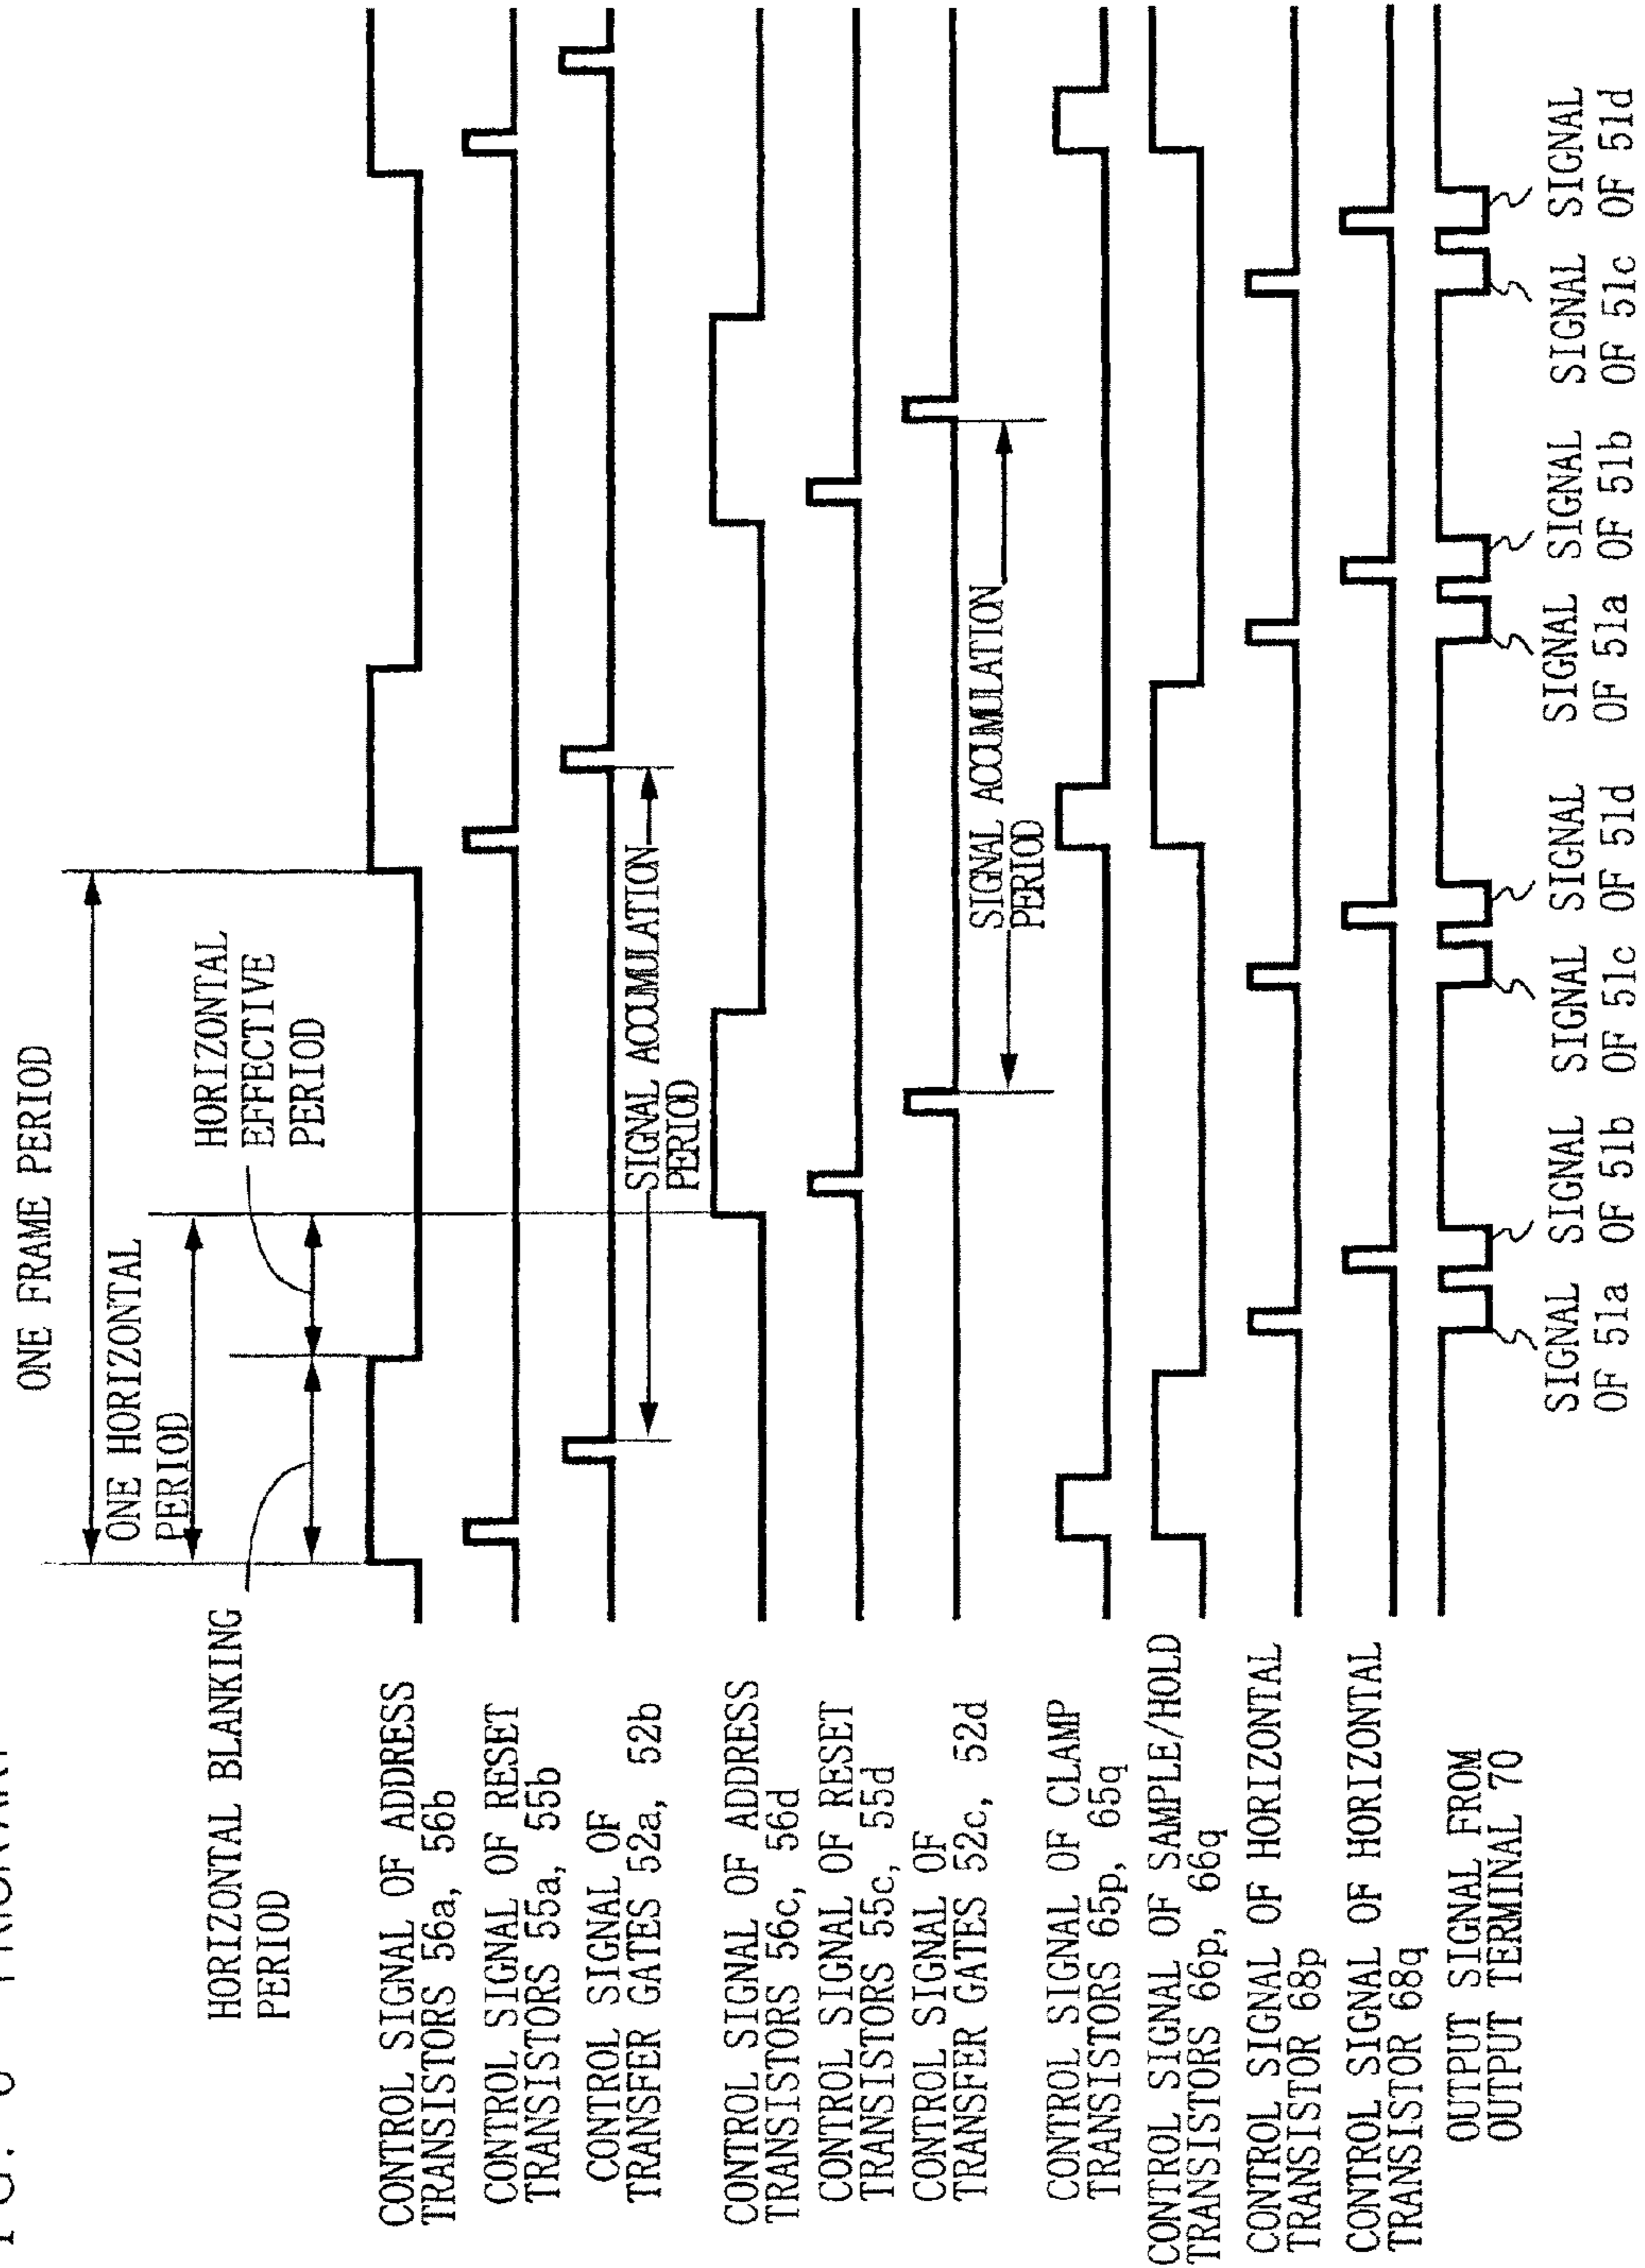 ONE FRAME PERIOD
ONE HORIZONTAL
PERIOD
HORIZONTAL BLANKING
PERIOD
HORIZONTAL
EFFECTIVE
PERIOD
CONTROL SIGNAL OF ADDRESS
TRANSISTORS 56a, 56b
CONTROL SIGNAL OF RESET
TRANSISTORS 55a, 55b
CONTROL SIGNAL OF
TRANSFER GATES 52a, 52b
SIGNAL ACCUMULATION
PERIOD
CONTROL SIGNAL OF ADDRESS
TRANSISTORS 56c, 56d
CONTROL SIGNAL OF RESET
TRANSISTORS 55c, 55d
CONTROL SIGNAL OF
TRANSFER GATES 52c, 52d
SIGNAL ACCUMULATION
PERIOD
CONTROL SIGNAL OF CLAMP
TRANSISTORS 65p, 65q
CONTROL SIGNAL OF SAMPLE/HOLD
TRANSISTORS 66p, 66q
CONTROL SIGNAL OF HORIZONTAL
TRANSISTOR 68p
CONTROL SIGNAL OF HORIZONTAL
TRANSISTOR 68q
OUTPUT SIGNAL FROM
OUTPUT TERMINAL 70
SIGNAL
OF 51a
SIGNAL
OF 51b
SIGNAL
OF 51c
SIGNAL
OF 51d
SIGNAL
OF 51a
SIGNAL
OF 51b
SIGNAL
OF 51c
SIGNAL
OF 51d